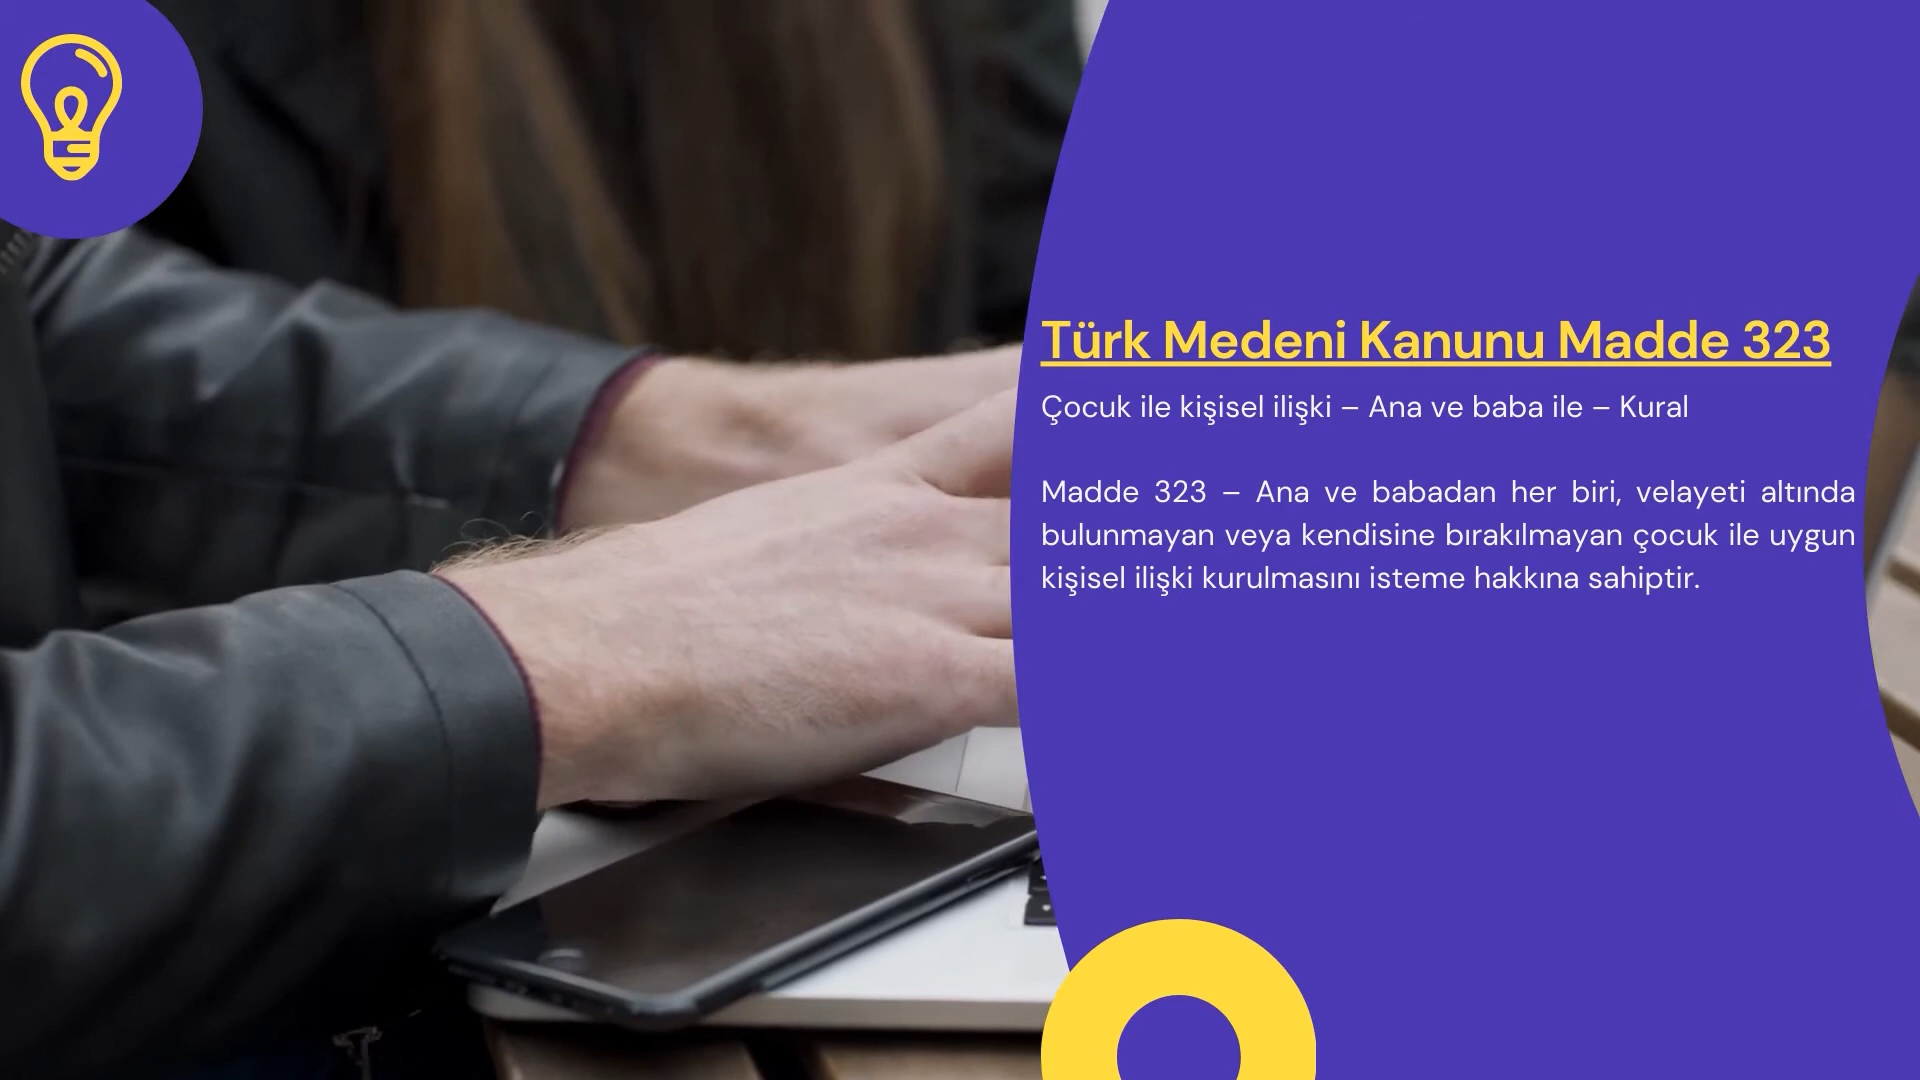 Türk Medeni Kanunu Madde 323
Çocuk ile kişisel ilişki – Ana ve baba ile – Kural
Madde 323 – Ana ve babadan her biri, velayeti altında
bulunmayan veya kendisine bırakılmayan çocuk ile uygun
kişisel ilişki kurulmasını isteme hakkına sahiptir.